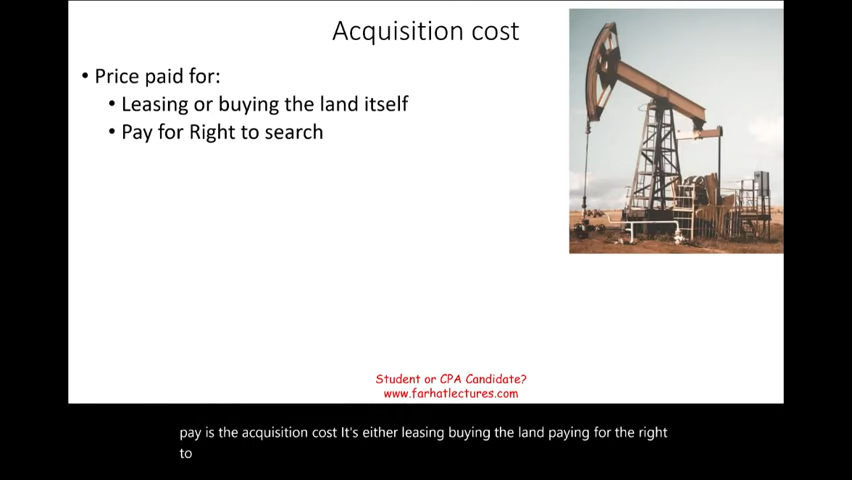 Acquisition cost
• Price paid for:
• Leasing or buying the land itself
• Pay for Right to search
Student or CPA Candidate?
www.farhatlectures.com
pay is the acquisition cost It's either leasing buying the land paying for the right
to